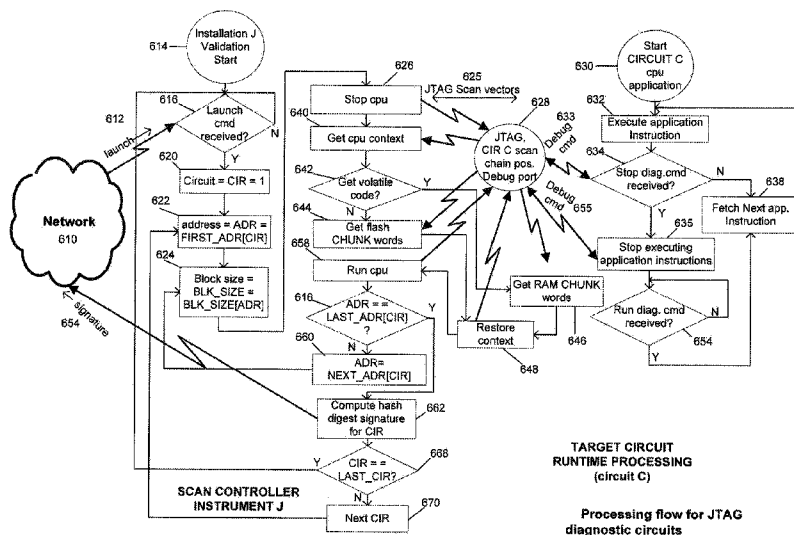 614
Installation J
Validation
Start
612
launch
616
Launch
cmd
received?
N
Y
620
Circuit = CIR = 1
622
address = ADR =
FIRST_ADR[CIR]
624
Block size =
BLK_SIZE =
BLK_SIZE[ADR]
Network
610
signature
654
626
Stop cpu
625
JTAG Scan vectors
640
Get cpu context
642
Get volatile
code?
Y
N
644
Get flash
CHUNK words
658
Run cpu
616
ADR ==
LAST_ADR[CIR]
?
Y
N
660
ADR=
NEXT_ADR[CIR]
Compute hash
digest signature
for CIR
662
Y
CIR ==
LAST_CIR?
668
N
Next CIR
670
SCAN CONTROLLER
INSTRUMENT J
628
JTAG,
CIR C scan
chain pos.
Debug port
633
Debug
cmd
Debug
cmd
655
Get RAM CHUNK
words
646
Restore
context
648
630
Start
CIRCUIT C
cpu
application
632
Execute application
Instruction
634
Stop diag.cmd
received?
N
Y
638
Fetch Next app.
Instruction
635
Stop executing
application instructions
Run diag. cmd
received?
N
654
Y
TARGET CIRCUIT
RUNTIME PROCESSING
(circuit C)
Processing flow for JTAG
diagnostic circuits